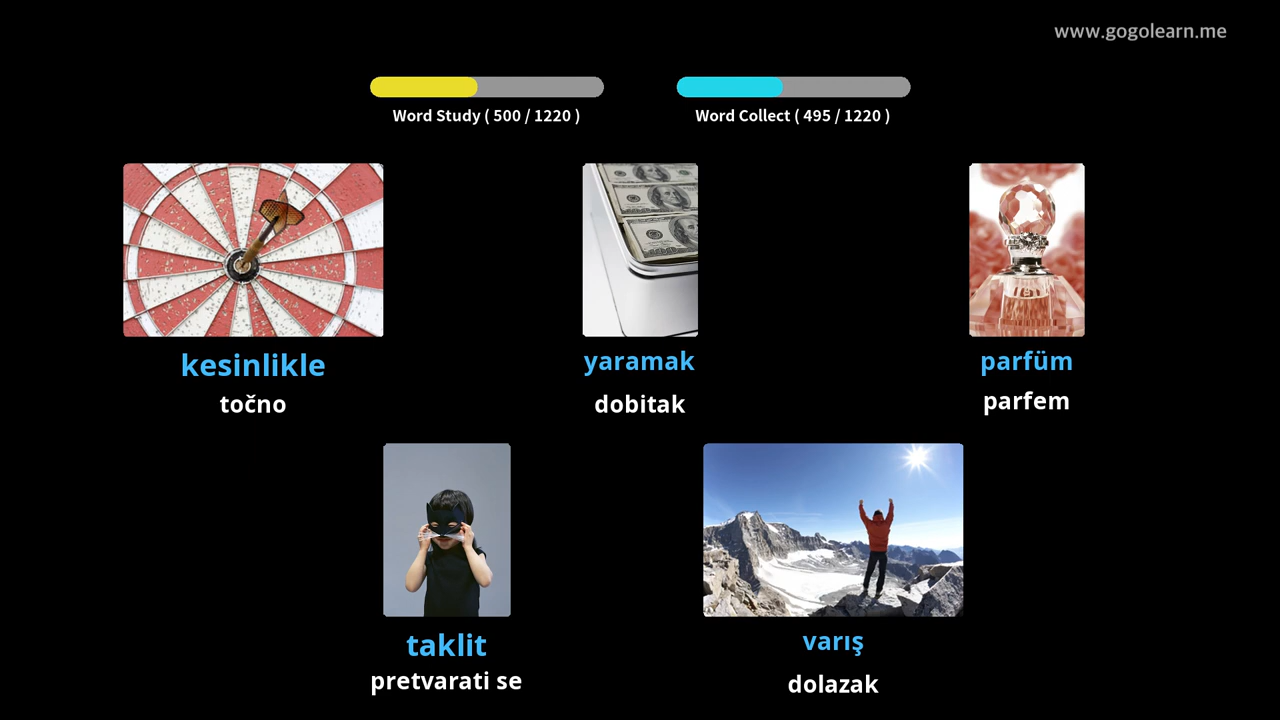 www.gogolearn.me
Word Study ( 500 / 1220 )
Word Collect ( 495 / 1220 )
kesinlikle
točno
yaramak
dobitak
parfüm
parfem
taklit
pretvarati se
varış
dolazak